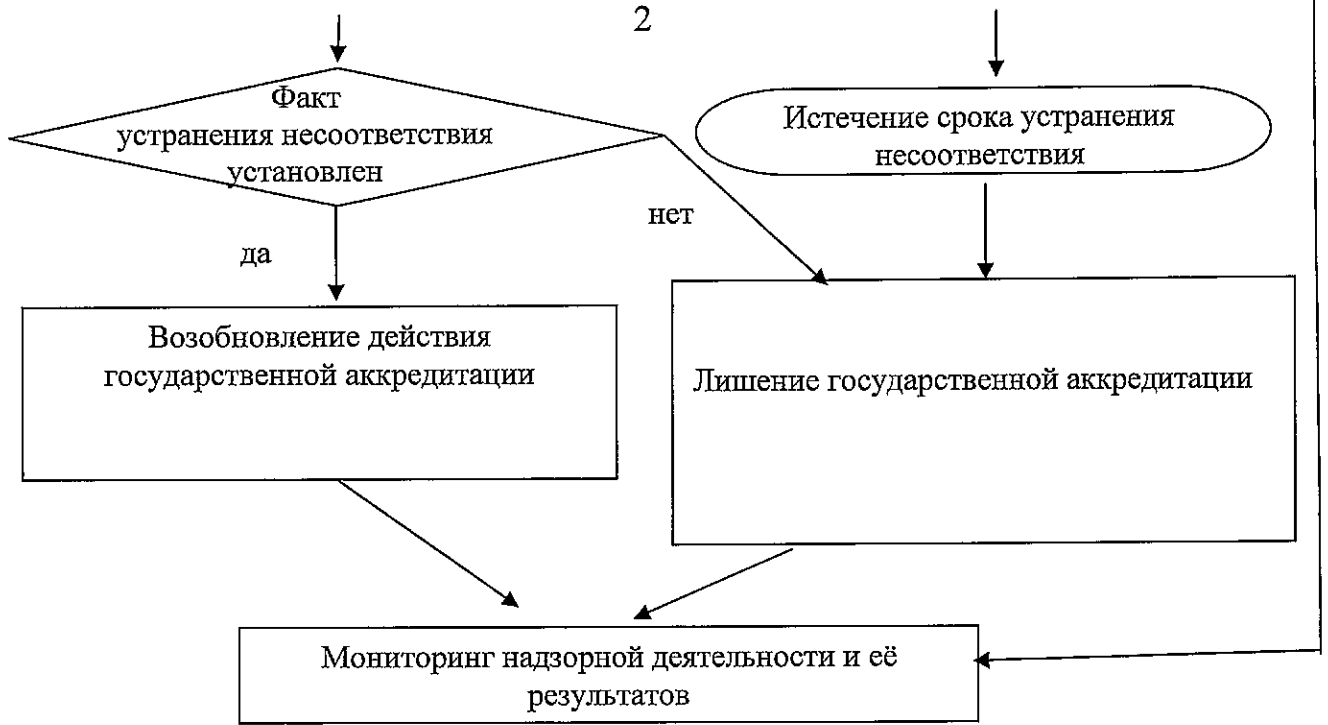 2
Факт
устранения несоответствия
установлен
Истечение срока устранения
несоответствия
нет
да
Возобновление действия
государственной аккредитации
Лишение государственной аккредитации
Мониторинг надзорной деятельности и её
результатов